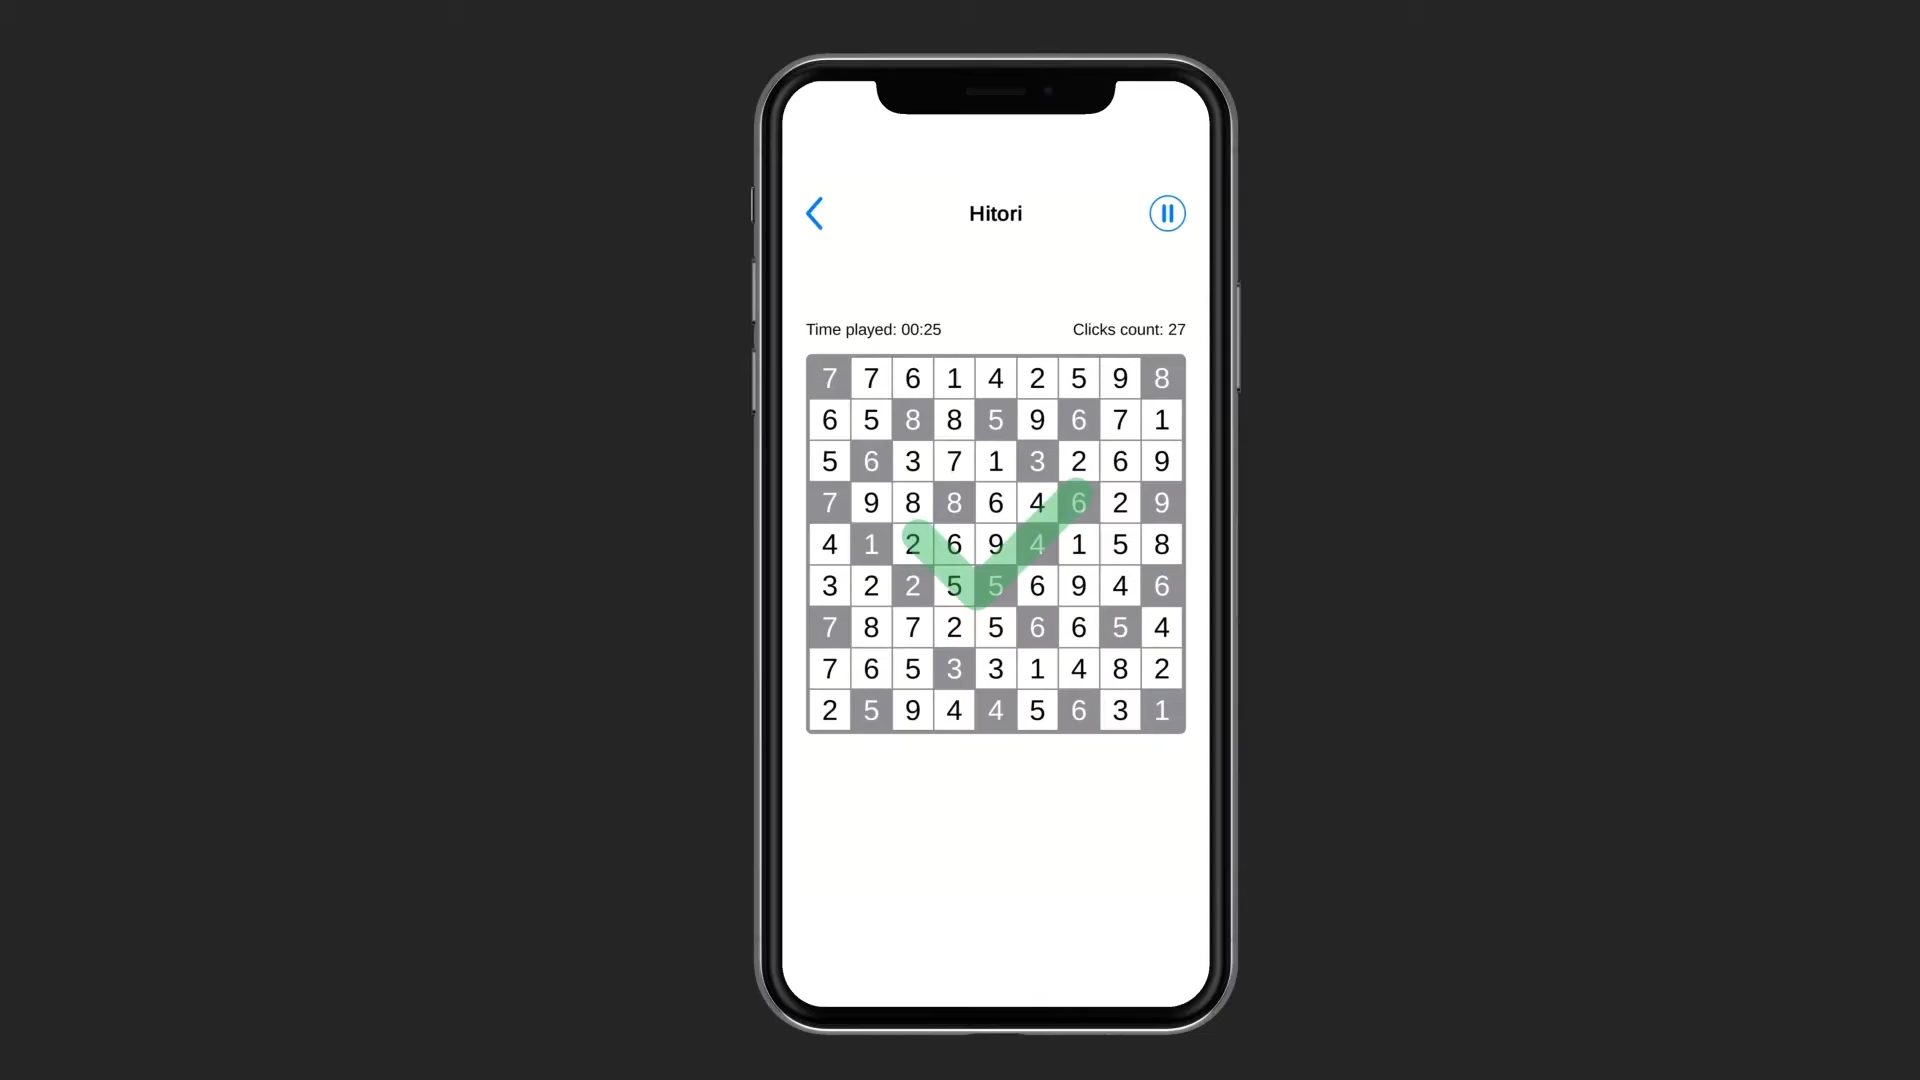 Hitori
Time played: 00:25 Clicks count: 27
7 7 6 1 4 2 5 9 8
6 5 8 8 5 9 6 7 1
5 6 3 7 1 3 2 6 9
7 9 8 8 6 4 6 2 9
4 1 2 6 9 4 1 5 8
3 2 2 5 5 6 9 4 6
7 8 7 2 5 6 6 5 4
7 6 5 3 3 1 4 8 2
2 5 9 4 4 5 6 3 1